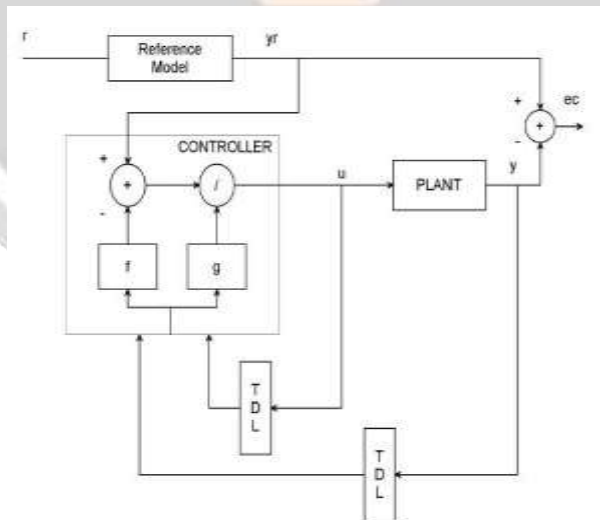 r
yr
Reference
Model
ec
+
+
-
CONTROLLER
+
+
/
-
u
PLANT
y
f
g
T
D
L
T
D
L